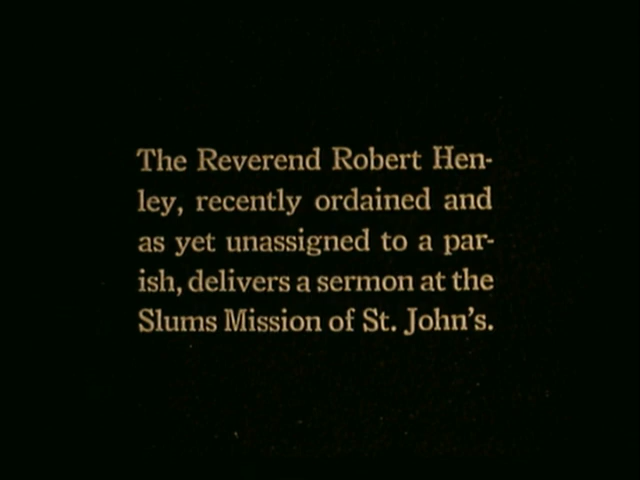 The Reverend Robert Hen-
ley, recently ordained and
as yet unassigned to a par-
ish, delivers a sermon at the
Slums Mission of St. John's.